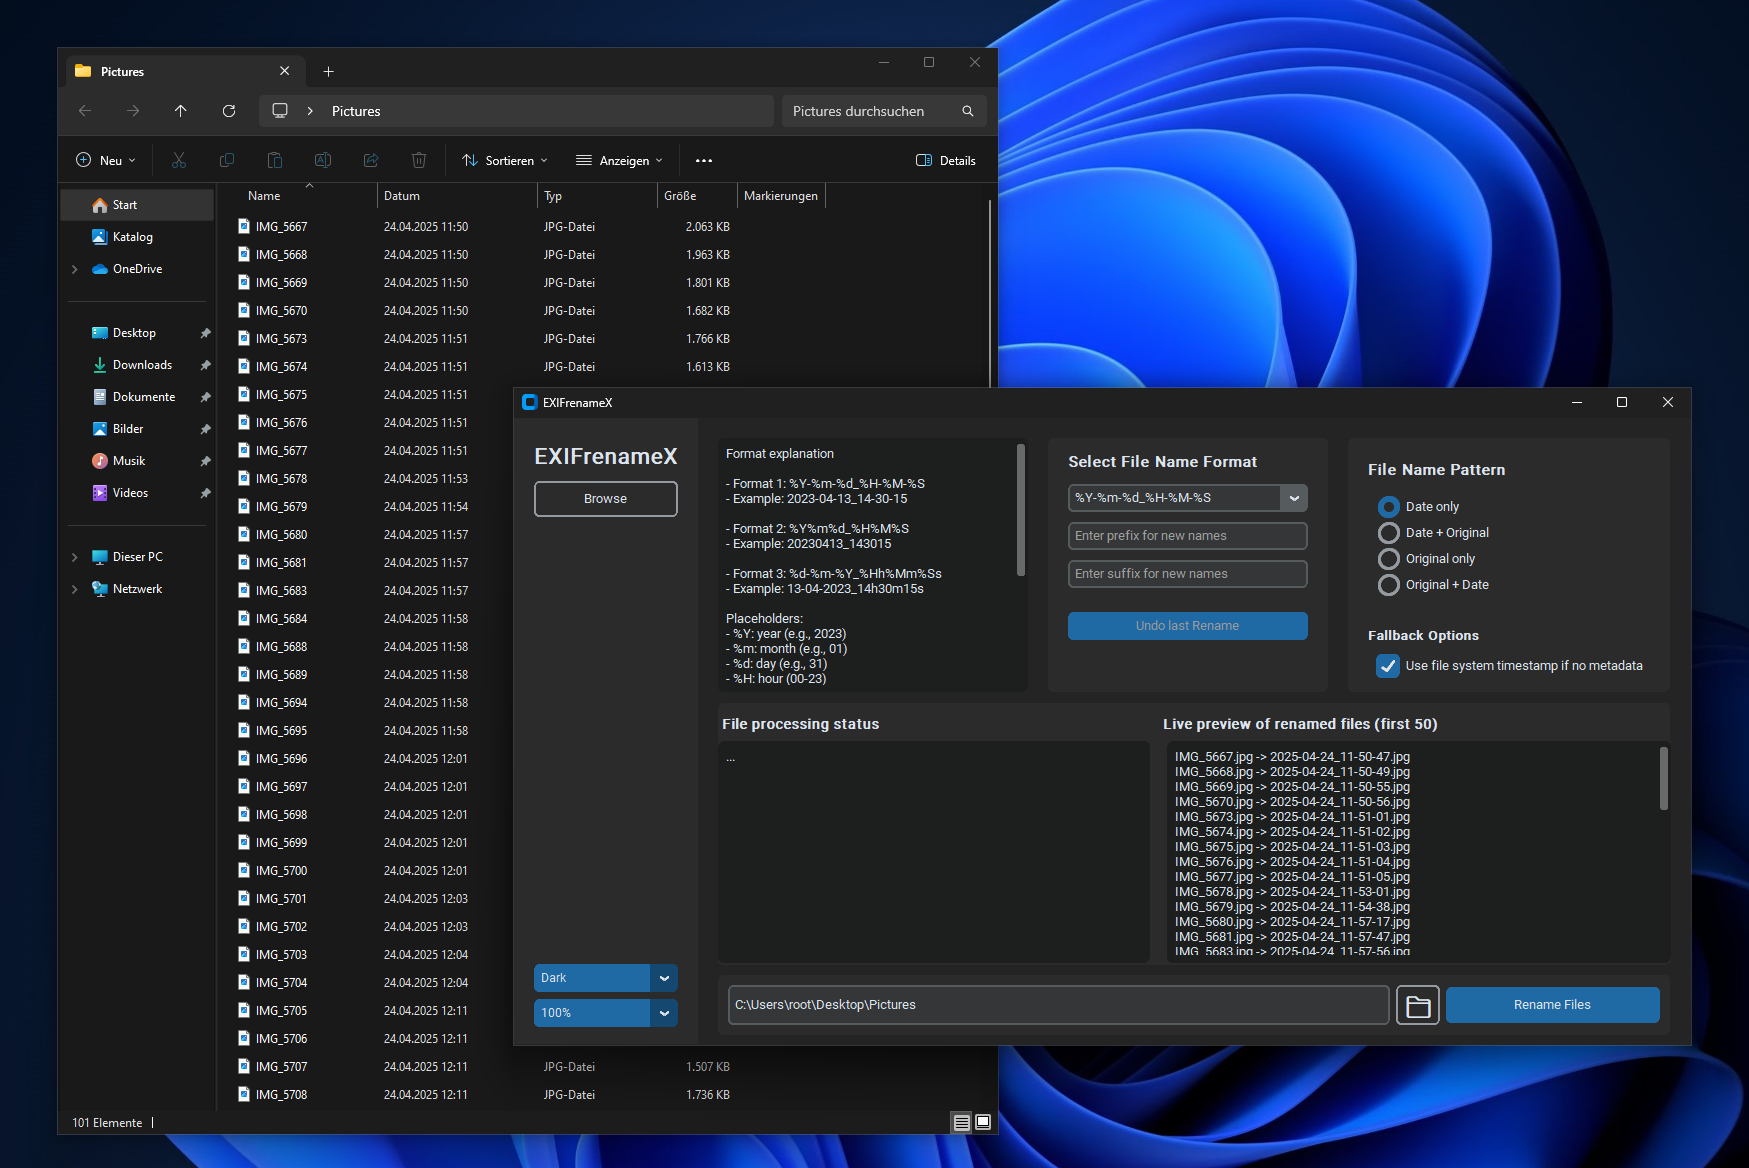 Pictures
Pictures
Pictures durchsuchen
Neu
Sortieren
Anzeigen
Details
Start
Katalog
OneDrive
Desktop
Downloads
Dokumente
Bilder
Musik
Videos
Dieser PC
Netzwerk
Name Datum Typ Größe Markierungen
IMG_5667 24.04.2025 11:50 JPG-Datei 2.063 KB
IMG_5668 24.04.2025 11:50 JPG-Datei 1.963 KB
IMG_5669 24.04.2025 11:50 JPG-Datei 1.801 KB
IMG_5670 24.04.2025 11:50 JPG-Datei 1.682 KB
IMG_5673 24.04.2025 11:51 JPG-Datei 1.766 KB
IMG_5674 24.04.2025 11:51 JPG-Datei 1.613 KB
IMG_5675 24.04.2025 11:51
IMG_5676 24.04.2025 11:51
IMG_5677 24.04.2025 11:51
IMG_5678 24.04.2025 11:53
IMG_5679 24.04.2025 11:54
IMG_5680 24.04.2025 11:57
IMG_5681 24.04.2025 11:57
IMG_5683 24.04.2025 11:57
IMG_5684 24.04.2025 11:58
IMG_5688 24.04.2025 11:58
IMG_5689 24.04.2025 11:58
IMG_5694 24.04.2025 11:58
IMG_5695 24.04.2025 11:58
IMG_5696 24.04.2025 12:01
IMG_5697 24.04.2025 12:01
IMG_5698 24.04.2025 12:01
IMG_5699 24.04.2025 12:01
IMG_5700 24.04.2025 12:01
IMG_5701 24.04.2025 12:03
IMG_5702 24.04.2025 12:03
IMG_5703 24.04.2025 12:04
IMG_5704 24.04.2025 12:04
IMG_5705 24.04.2025 12:11
IMG_5706 24.04.2025 12:11
IMG_5707 24.04.2025 12:11 JPG-Datei 1.507 KB
IMG_5708 24.04.2025 12:11 JPG-Datei 1.736 KB
101 Elemente
EXIFrenameX
EXIFrenameX
Browse
Dark
100%
Format explanation
- Format 1: %Y-%m-%d_%H-%M-%S
- Example: 2023-04-13_14-30-15
- Format 2: %Y%m%d_%H%M%S
- Example: 20230413_143015
- Format 3: %d-%m-%Y_%Hh%Mm%Ss
- Example: 13-04-2023_14h30m15s
Placeholders:
- %Y: year (e.g., 2023)
- %m: month (e.g., 01)
- %d: day (e.g., 31)
- %H: hour (00-23)
Select File Name Format
%Y-%m-%d_%H-%M-%S
Enter prefix for new names
Enter suffix for new names
Undo last Rename
File Name Pattern
Date only
Date + Original
Original only
Original + Date
Fallback Options
Use file system timestamp if no metadata
File processing status
...
Live preview of renamed files (first 50)
IMG_5667.jpg -> 2025-04-24_11-50-47.jpg
IMG_5668.jpg -> 2025-04-24_11-50-49.jpg
IMG_5669.jpg -> 2025-04-24_11-50-55.jpg
IMG_5670.jpg -> 2025-04-24_11-50-56.jpg
IMG_5673.jpg -> 2025-04-24_11-51-01.jpg
IMG_5674.jpg -> 2025-04-24_11-51-02.jpg
IMG_5675.jpg -> 2025-04-24_11-51-03.jpg
IMG_5676.jpg -> 2025-04-24_11-51-04.jpg
IMG_5677.jpg -> 2025-04-24_11-51-05.jpg
IMG_5678.jpg -> 2025-04-24_11-53-01.jpg
IMG_5679.jpg -> 2025-04-24_11-54-38.jpg
IMG_5680.jpg -> 2025-04-24_11-57-17.jpg
IMG_5681.jpg -> 2025-04-24_11-57-47.jpg
IMG_5683.jpg -> 2025-04-24_11-57-56.jpg
C:\Users\root\Desktop\Pictures
Rename Files